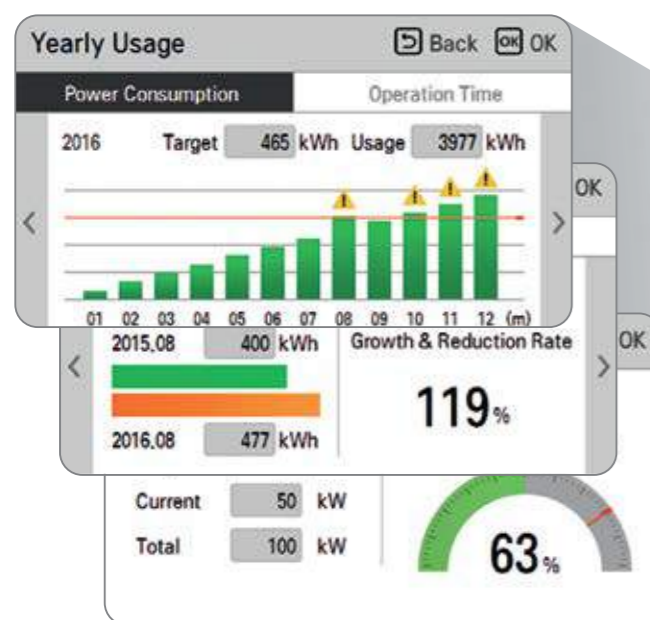 Yearly Usage Back OK OK
Power Consumption Operation Time
2016 Target 465 kWh Usage 3977 kWh
01 02 03 04 05 06 07 08 09 10 11 12 (m)
OK
2015.08 400 kWh Growth & Reduction Rate
119%
2016.08 477 kWh
OK
Current 50 kW
Total 100 kW
63%